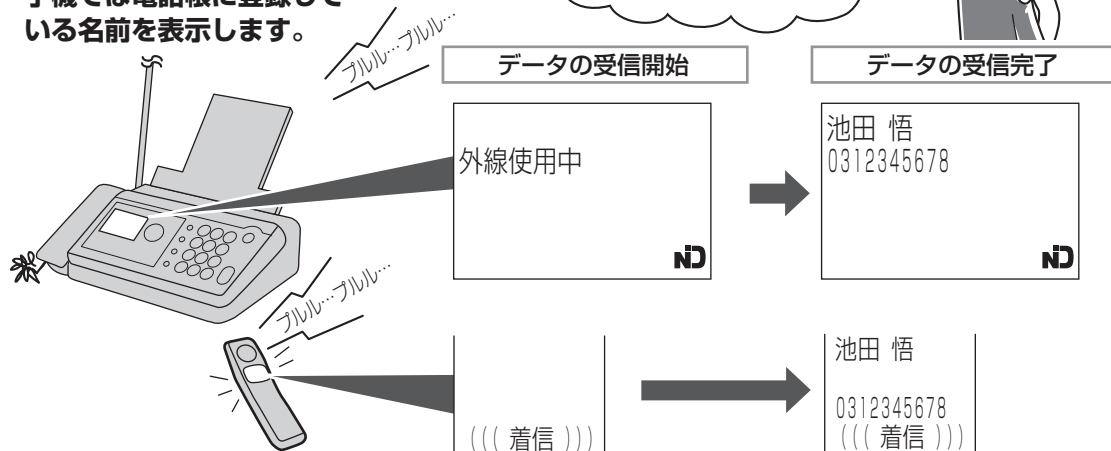 子機では電話帳に登録して
いる名前を表示します。
プルル…プルル…
データの受信開始
データの受信完了
外線使用中
池田 悟
0312345678
ND
ND
プルル…プルル…
池田 悟
0312345678
((( 着信 )))
((( 着信 )))